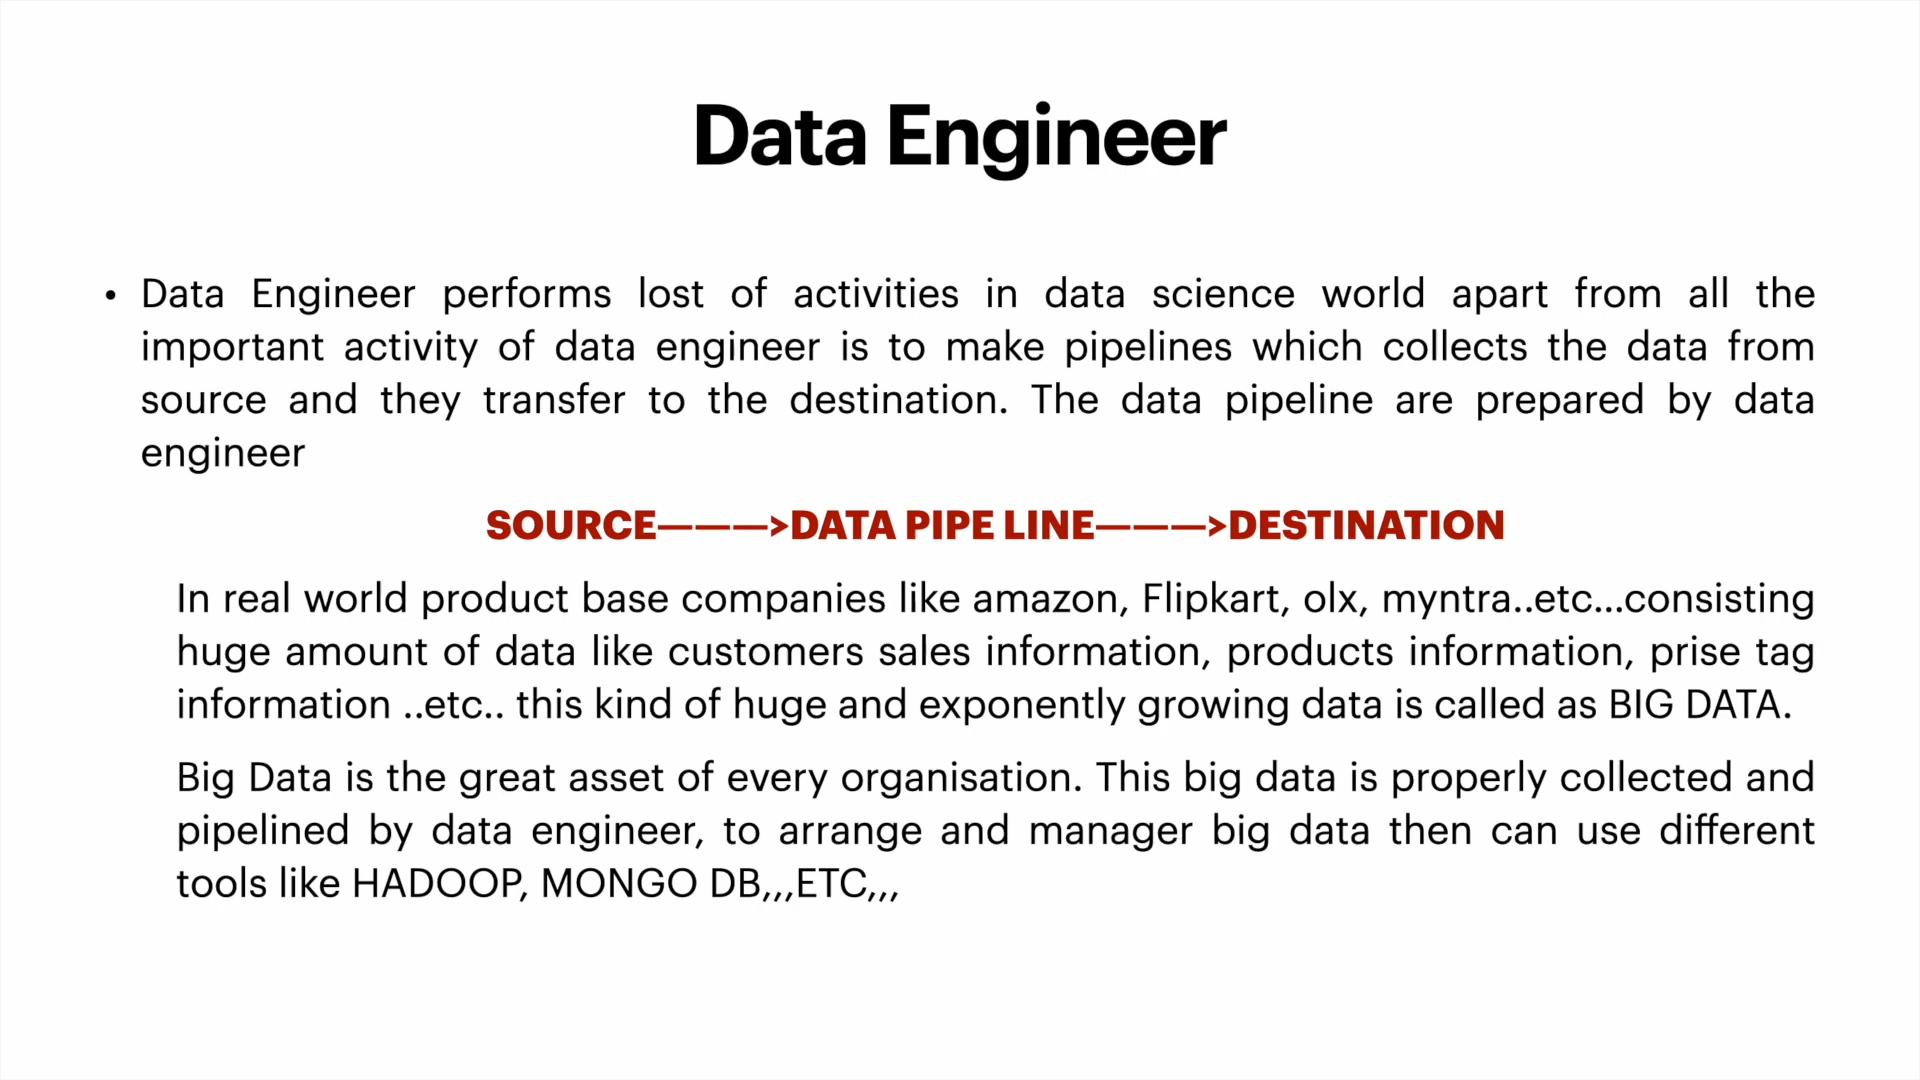 Data Engineer
• Data Engineer performs lost of activities in data science world apart from all the
important activity of data engineer is to make pipelines which collects the data from
source and they transfer to the destination. The data pipeline are prepared by data
engineer
SOURCE———>DATA PIPE LINE———>DESTINATION
In real world product base companies like amazon, Flipkart, olx, myntra..etc...consisting
huge amount of data like customers sales information, products information, prise tag
information ..etc.. this kind of huge and exponently growing data is called as BIG DATA.
Big Data is the great asset of every organisation. This big data is properly collected and
pipelined by data engineer, to arrange and manager big data then can use different
tools like HADOOP, MONGO DB,,,ETC,,,